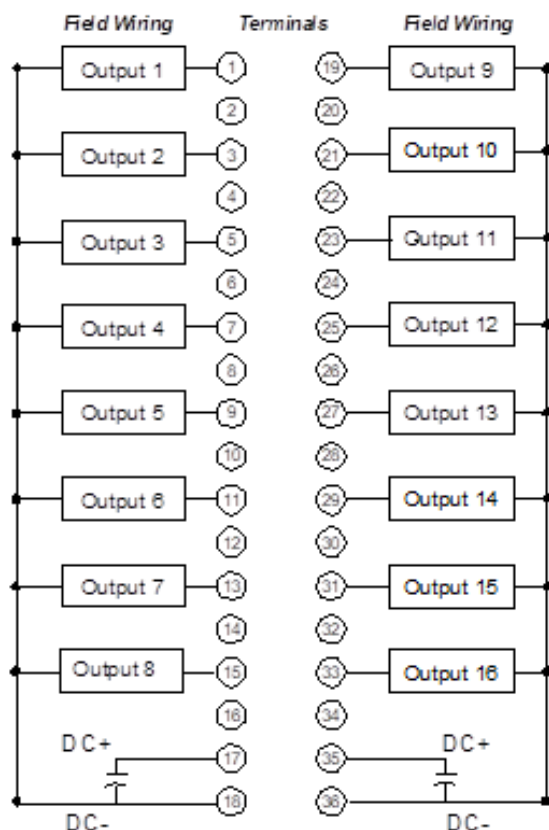 Field Wiring Terminals Field Wiring
Output 1 1 19 Output 9
2 20
Output 2 3 21 Output 10
4 22
Output 3 5 23 Output 11
6 24
Output 4 7 25 Output 12
8 26
Output 5 9 27 Output 13
10 28
Output 6 11 29 Output 14
12 30
Output 7 13 31 Output 15
14 32
Output 8 15 33 Output 16
16 34
DC+ 17 35 DC+
18 36
DC- DC-